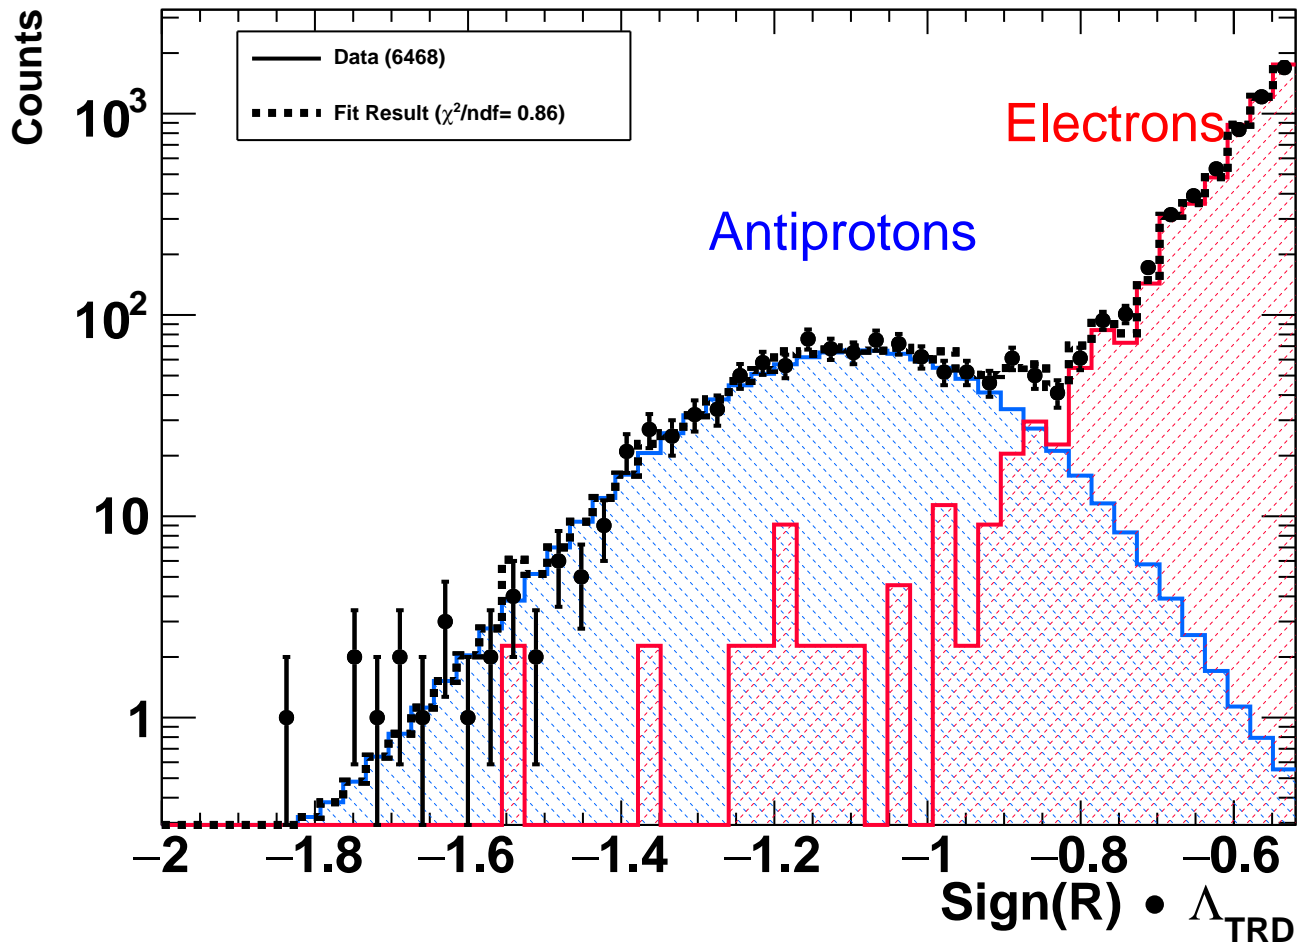 Counts
Data (6468)
Fit Result (χ²/ndf= 0.86)
Electrons
Antiprotons
10³
10²
10
1
−2 −1.8 −1.6 −1.4 −1.2 −1 −0.8 −0.6
Sign(R) • Λ_TRD